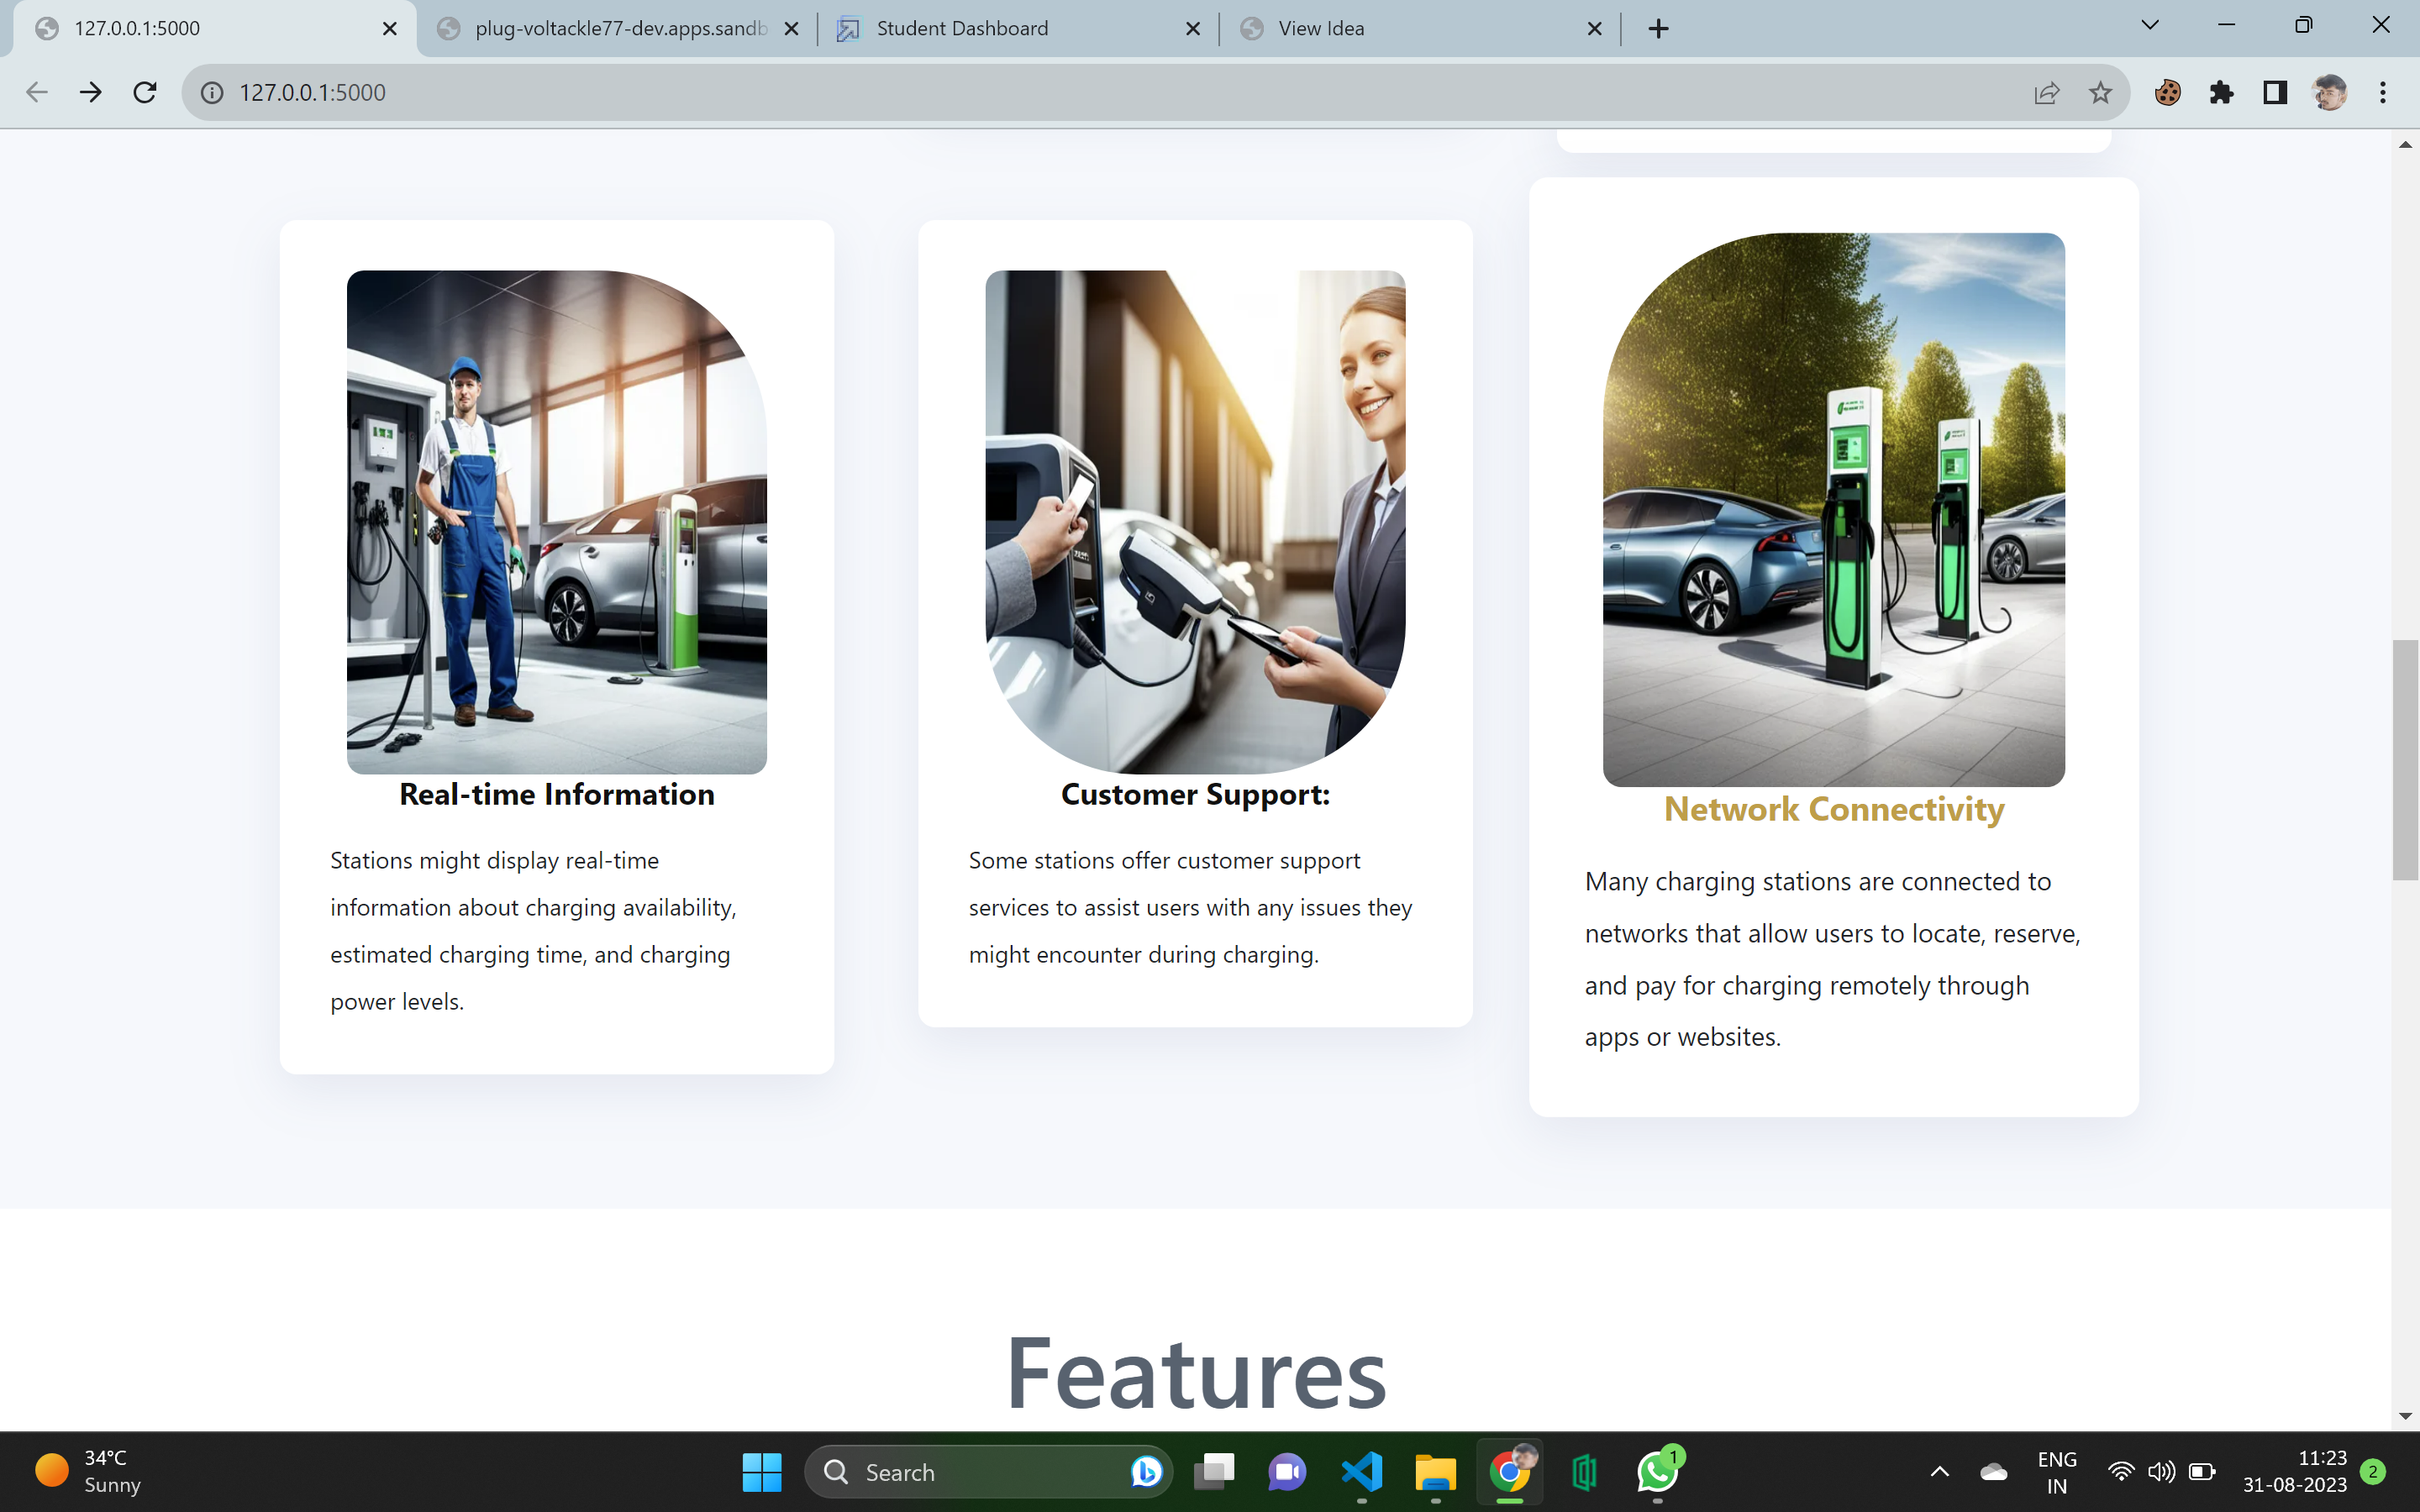 127.0.0.1:5000
plug-voltackle77-dev.apps.sandb
Student Dashboard
View Idea
127.0.0.1:5000
Real-time Information
Stations might display real-time
information about charging availability,
estimated charging time, and charging
power levels.
Customer Support:
Some stations offer customer support
services to assist users with any issues they
might encounter during charging.
Network Connectivity
Many charging stations are connected to
networks that allow users to locate, reserve,
and pay for charging remotely through
apps or websites.
Features
34°C
Sunny
Search
1
ENG
IN
11:23
31-08-2023
2